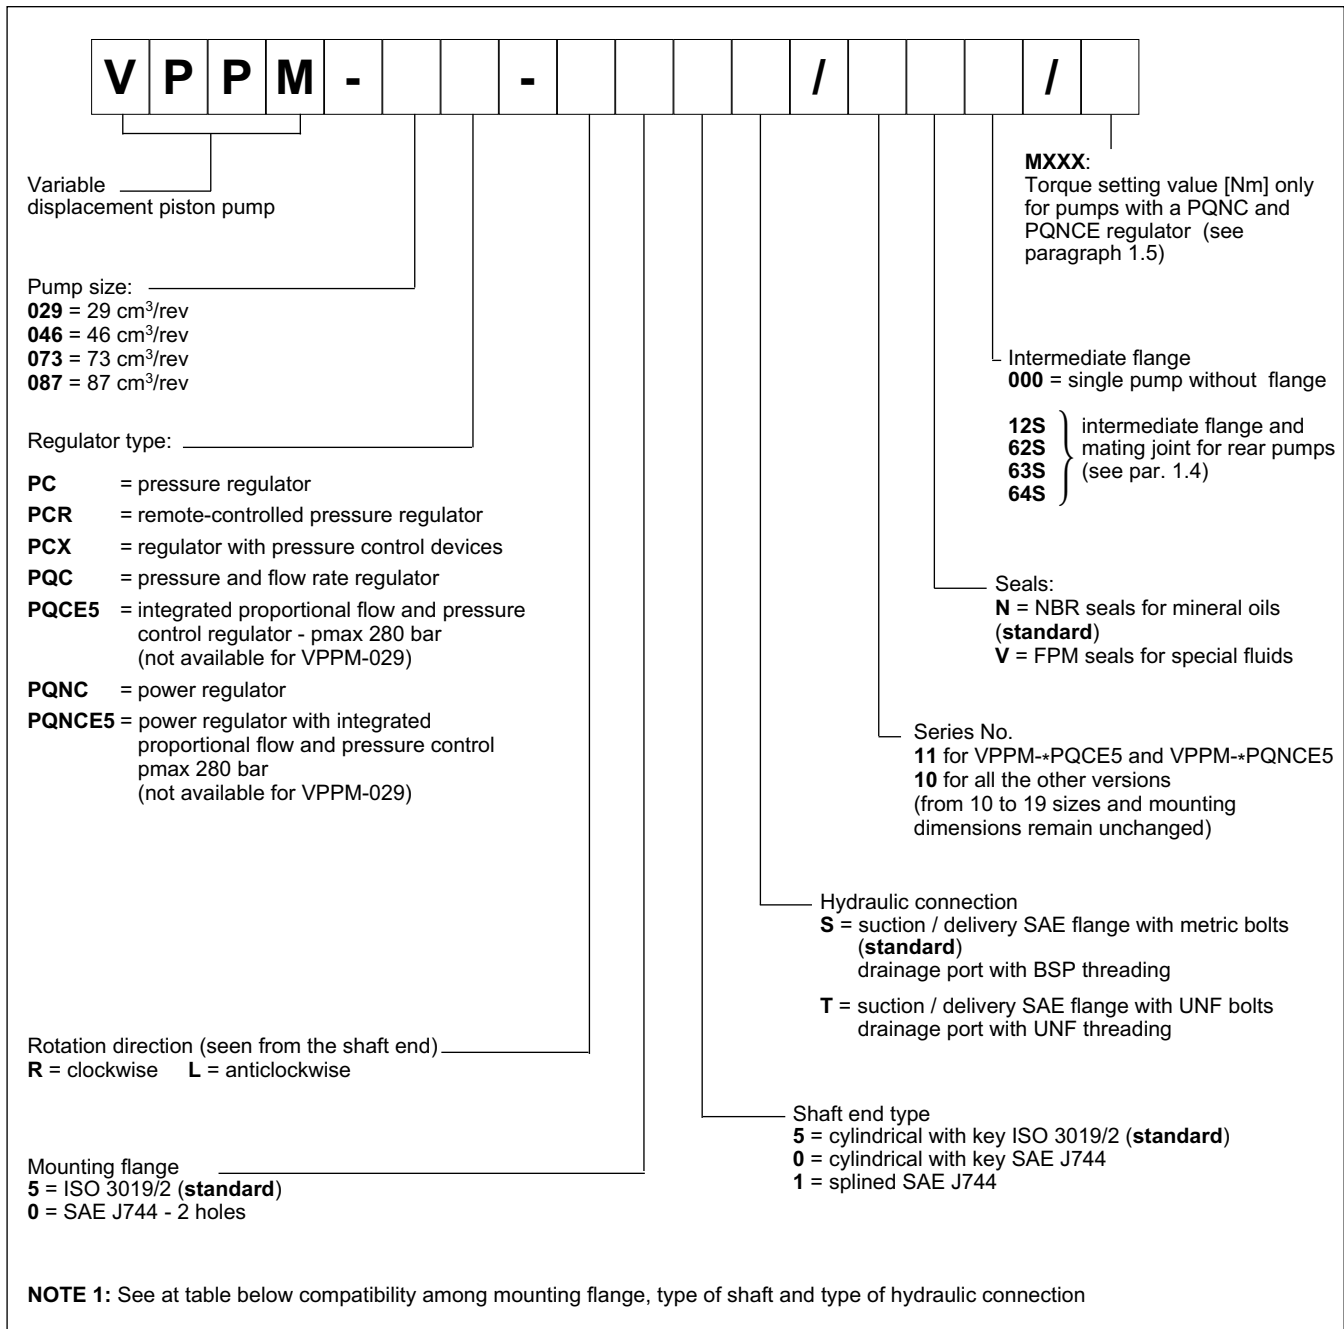 V P P M - - / /
Variable
displacement piston pump
Pump size:
029 = 29 cm³/rev
046 = 46 cm³/rev
073 = 73 cm³/rev
087 = 87 cm³/rev
Regulator type:
PC = pressure regulator
PCR = remote-controlled pressure regulator
PCX = regulator with pressure control devices
PQC = pressure and flow rate regulator
PQCE5 = integrated proportional flow and pressure
control regulator - pmax 280 bar
(not available for VPPM-029)
PQNC = power regulator
PQNCE5 = power regulator with integrated
proportional flow and pressure control
pmax 280 bar
(not available for VPPM-029)
Rotation direction (seen from the shaft end)
R = clockwise L = anticlockwise
Mounting flange
5 = ISO 3019/2 (standard)
0 = SAE J744 - 2 holes
MXXX:
Torque setting value [Nm] only
for pumps with a PQNC and
PQNCE regulator (see
paragraph 1.5)
Intermediate flange
000 = single pump without flange
12S
62S
63S
64S
intermediate flange and
mating joint for rear pumps
(see par. 1.4)
Seals:
N = NBR seals for mineral oils
(standard)
V = FPM seals for special fluids
Series No.
11 for VPPM-*PQCE5 and VPPM-*PQNCE5
10 for all the other versions
(from 10 to 19 sizes and mounting
dimensions remain unchanged)
Hydraulic connection
S = suction / delivery SAE flange with metric bolts
(standard)
drainage port with BSP threading
T = suction / delivery SAE flange with UNF bolts
drainage port with UNF threading
Shaft end type
5 = cylindrical with key ISO 3019/2 (standard)
0 = cylindrical with key SAE J744
1 = splined SAE J744
NOTE 1: See at table below compatibility among mounting flange, type of shaft and type of hydraulic connection